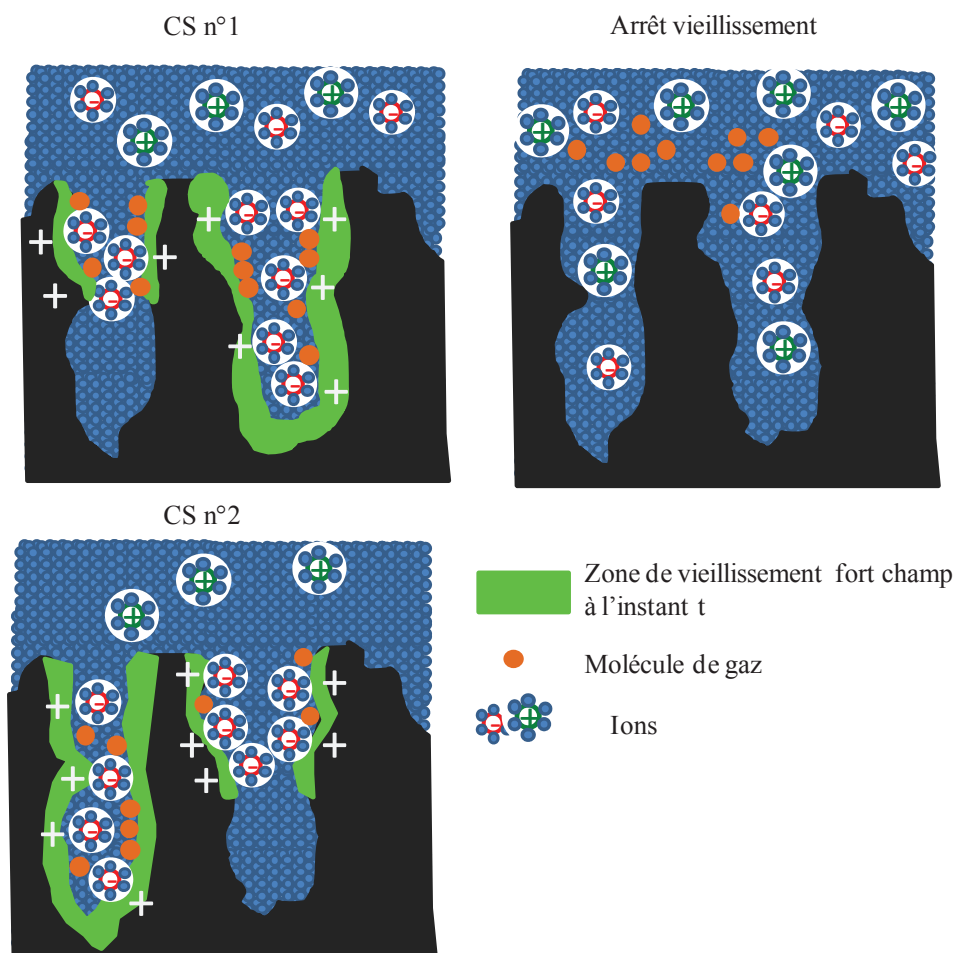 CS n°1
Arrêt vieillissement
CS n°2
Zone de vieillissement fort champ
à l'instant t
Molécule de gaz
Ions